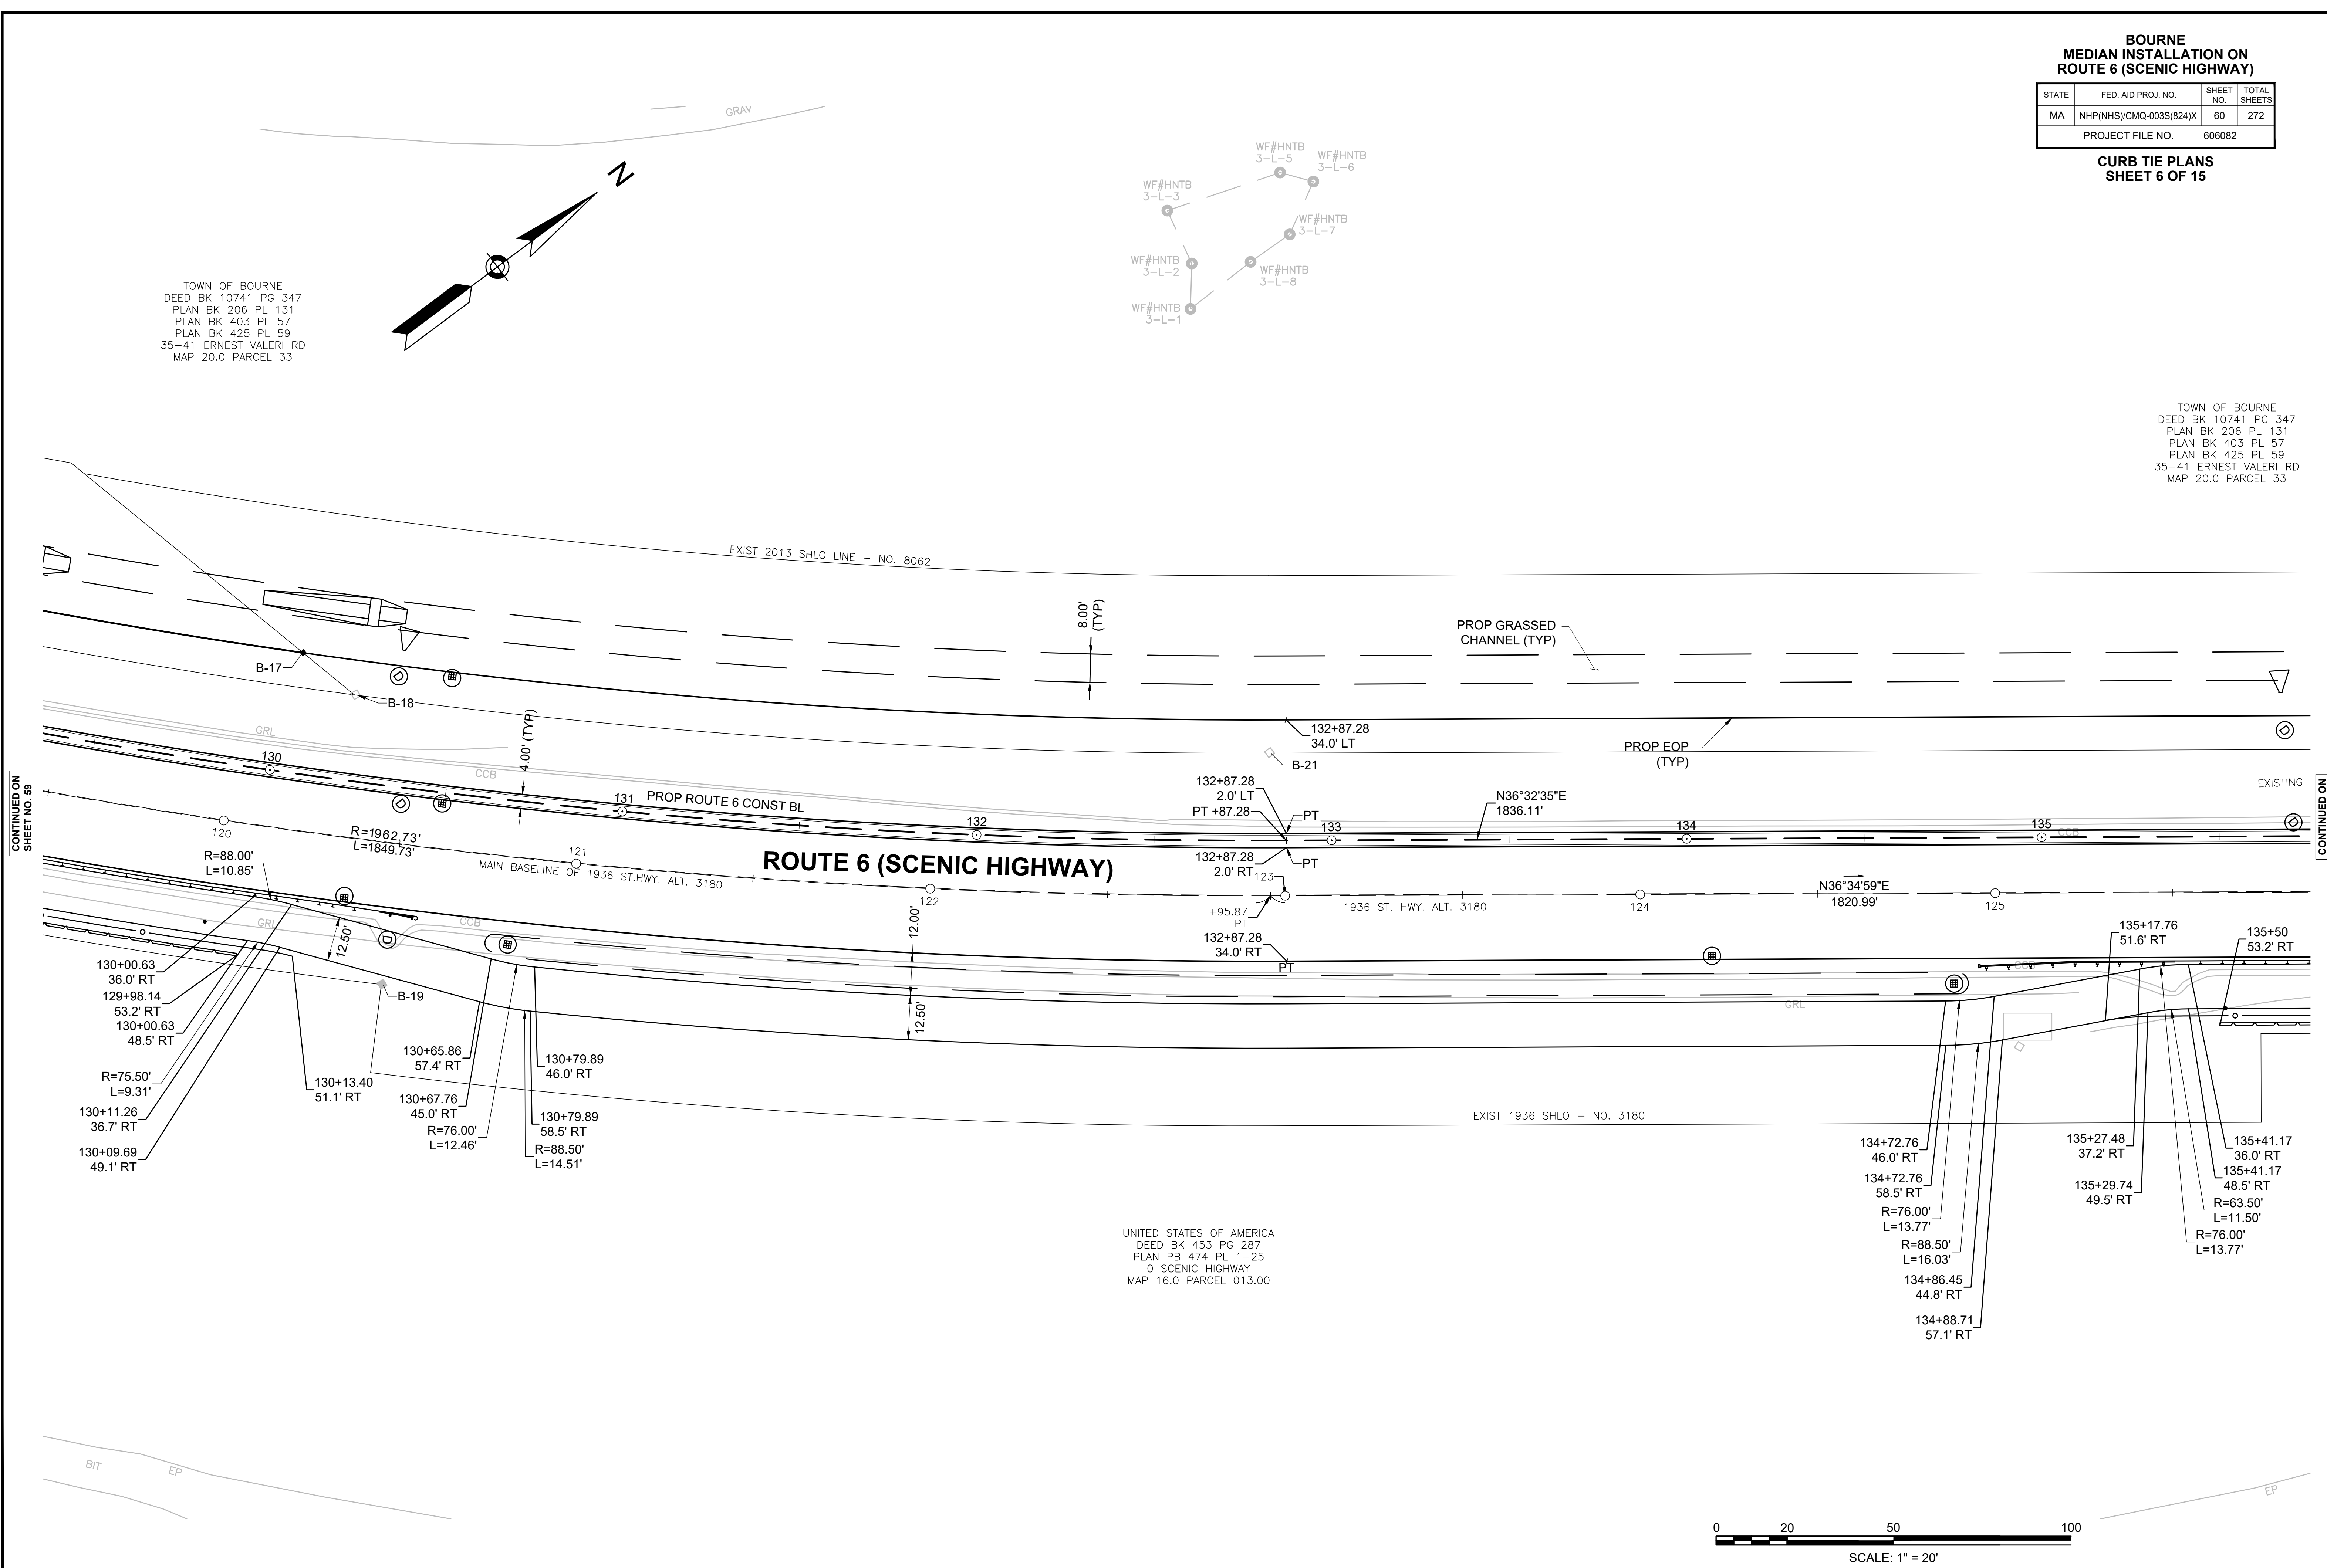 BOURNE
MEDIAN INSTALLATION ON
ROUTE 6 (SCENIC HIGHWAY)
STATE FED. AID PROJ. NO. SHEET NO. TOTAL SHEETS
MA NHP(NHS)/CMQ-003S(824)X 60 272
PROJECT FILE NO. 606082
CURB TIE PLANS
SHEET 6 OF 15
GRAV
N
WF#HNTB
3-L-5
WF#HNTB
3-L-6
WF#HNTB
3-L-3
WF#HNTB
3-L-7
WF#HNTB
3-L-2
WF#HNTB
3-L-8
WF#HNTB
3-L-1
TOWN OF BOURNE
DEED BK 10741 PG 347
PLAN BK 206 PL 131
PLAN BK 403 PL 57
PLAN BK 425 PL 59
35-41 ERNEST VALERI RD
MAP 20.0 PARCEL 33
TOWN OF BOURNE
DEED BK 10741 PG 347
PLAN BK 206 PL 131
PLAN BK 403 PL 57
PLAN BK 425 PL 59
35-41 ERNEST VALERI RD
MAP 20.0 PARCEL 33
EXIST 2013 SHLO LINE - NO. 8062
8.00'
(TYP)
PROP GRASSED
CHANNEL (TYP)
B-17
D
B-18
132+87.28
34.0' LT
D
PROP EOP
(TYP)
B-21
GRL
CCB
4.00' (TYP)
EXISTING
CONTINUED ON
SHEET NO. 59
CONTINUED ON
130
131
PROP ROUTE 6 CONST BL
132
133
134
135
CCB
D
D
132+87.28
2.0' LT
PT +87.28
PT
N36°32'35"E
1836.11'
132+87.28
2.0' RT
PT
120
R=1962.73'
L=1849.73'
121
MAIN BASELINE OF 1936 ST.HWY. ALT. 3180
ROUTE 6 (SCENIC HIGHWAY)
122
123
+95.87
PT
1936 ST. HWY. ALT. 3180
124
N36°34'59"E
1820.99'
125
132+87.28
34.0' RT
PT
R=88.00'
L=10.85'
GRL
CCB
12.50'
D
12.00'
12.50'
CCB
GRL
135+17.76
51.6' RT
135+50
53.2' RT
130+00.63
36.0' RT
129+98.14
53.2' RT
130+00.63
48.5' RT
B-19
R=75.50'
L=9.31'
130+11.26
36.7' RT
130+09.69
49.1' RT
130+13.40
51.1' RT
130+65.86
57.4' RT
130+67.76
45.0' RT
R=76.00'
L=12.46'
130+79.89
46.0' RT
130+79.89
58.5' RT
R=88.50'
L=14.51'
EXIST 1936 SHLO - NO. 3180
134+72.76
46.0' RT
134+72.76
58.5' RT
R=76.00'
L=13.77'
R=88.50'
L=16.03'
134+86.45
44.8' RT
134+88.71
57.1' RT
135+27.48
37.2' RT
135+29.74
49.5' RT
135+41.17
36.0' RT
135+41.17
48.5' RT
R=63.50'
L=11.50'
R=76.00'
L=13.77'
UNITED STATES OF AMERICA
DEED BK 453 PG 287
PLAN PB 474 PL 1-25
0 SCENIC HIGHWAY
MAP 16.0 PARCEL 013.00
BIT
EP
EP
0 20 50 100
SCALE: 1" = 20'